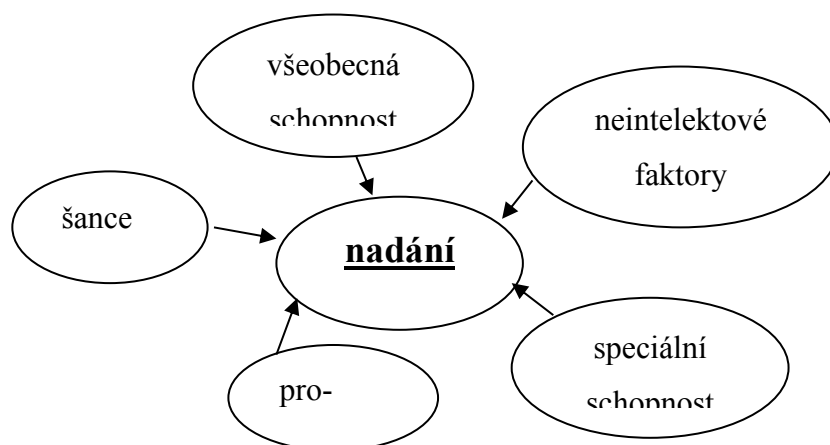 všeobecná
schopnost
neintelektové
faktory
šance
nadání
speciální
schopnost
pro-